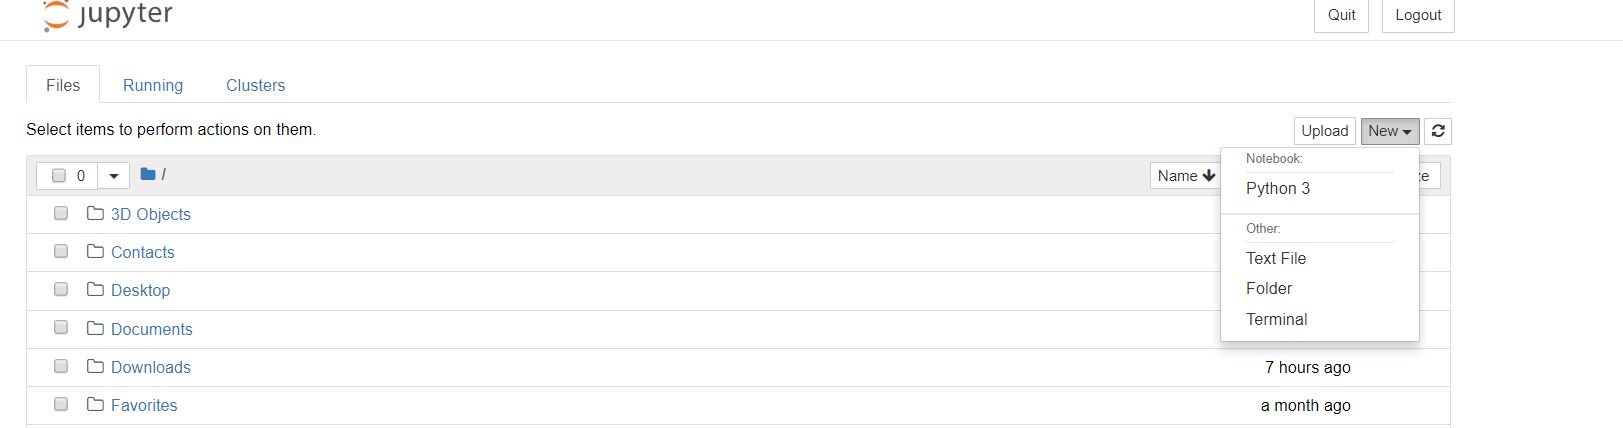 jupyter
Quit Logout
Files Running Clusters
Select items to perform actions on them.
Upload New
0 / Name
Notebook:
Python 3
3D Objects
Other:
Contacts
Text File
Desktop
Folder
Documents
Terminal
Downloads 7 hours ago
Favorites a month ago